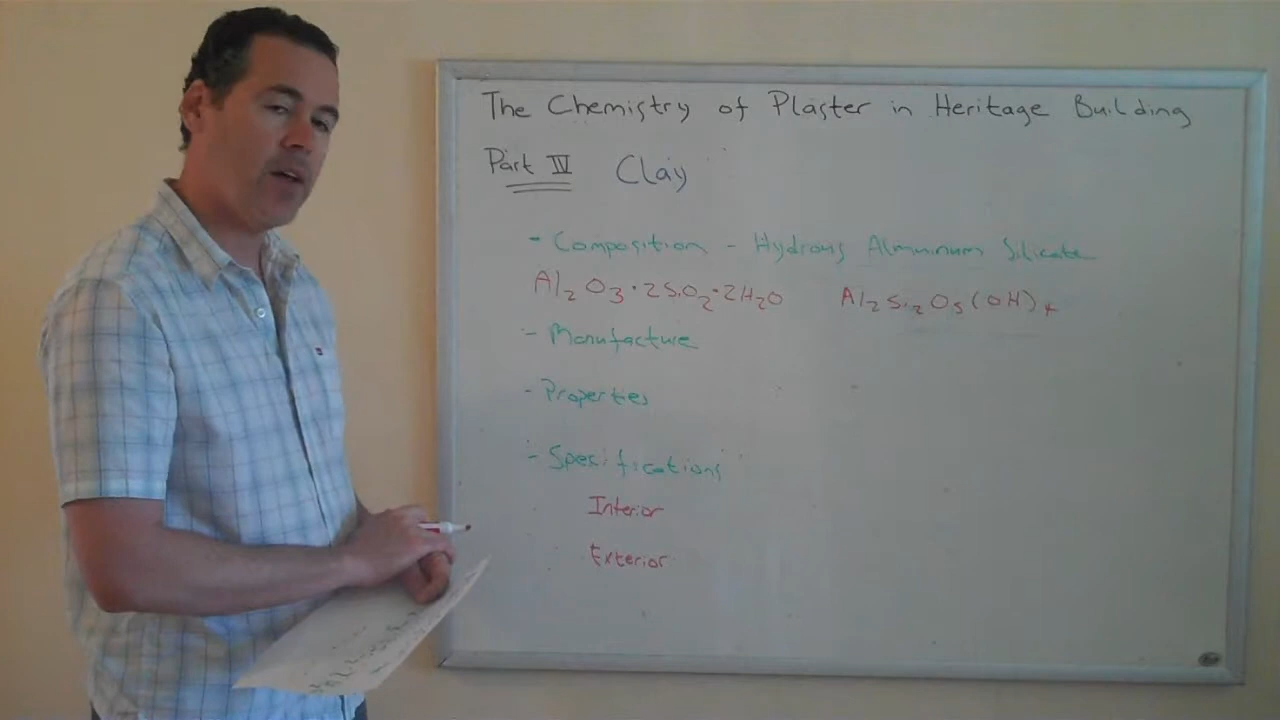 The Chemistry of Plaster in Heritage Building
Part IV Clay
- Composition - Hydrous Almuinum Silicate
Al₂O₃·2SiO₂·2H₂O Al₂Si₂O₅(OH)₄
- Manufacture
- Properties
- Specifications
Interior
Exterior